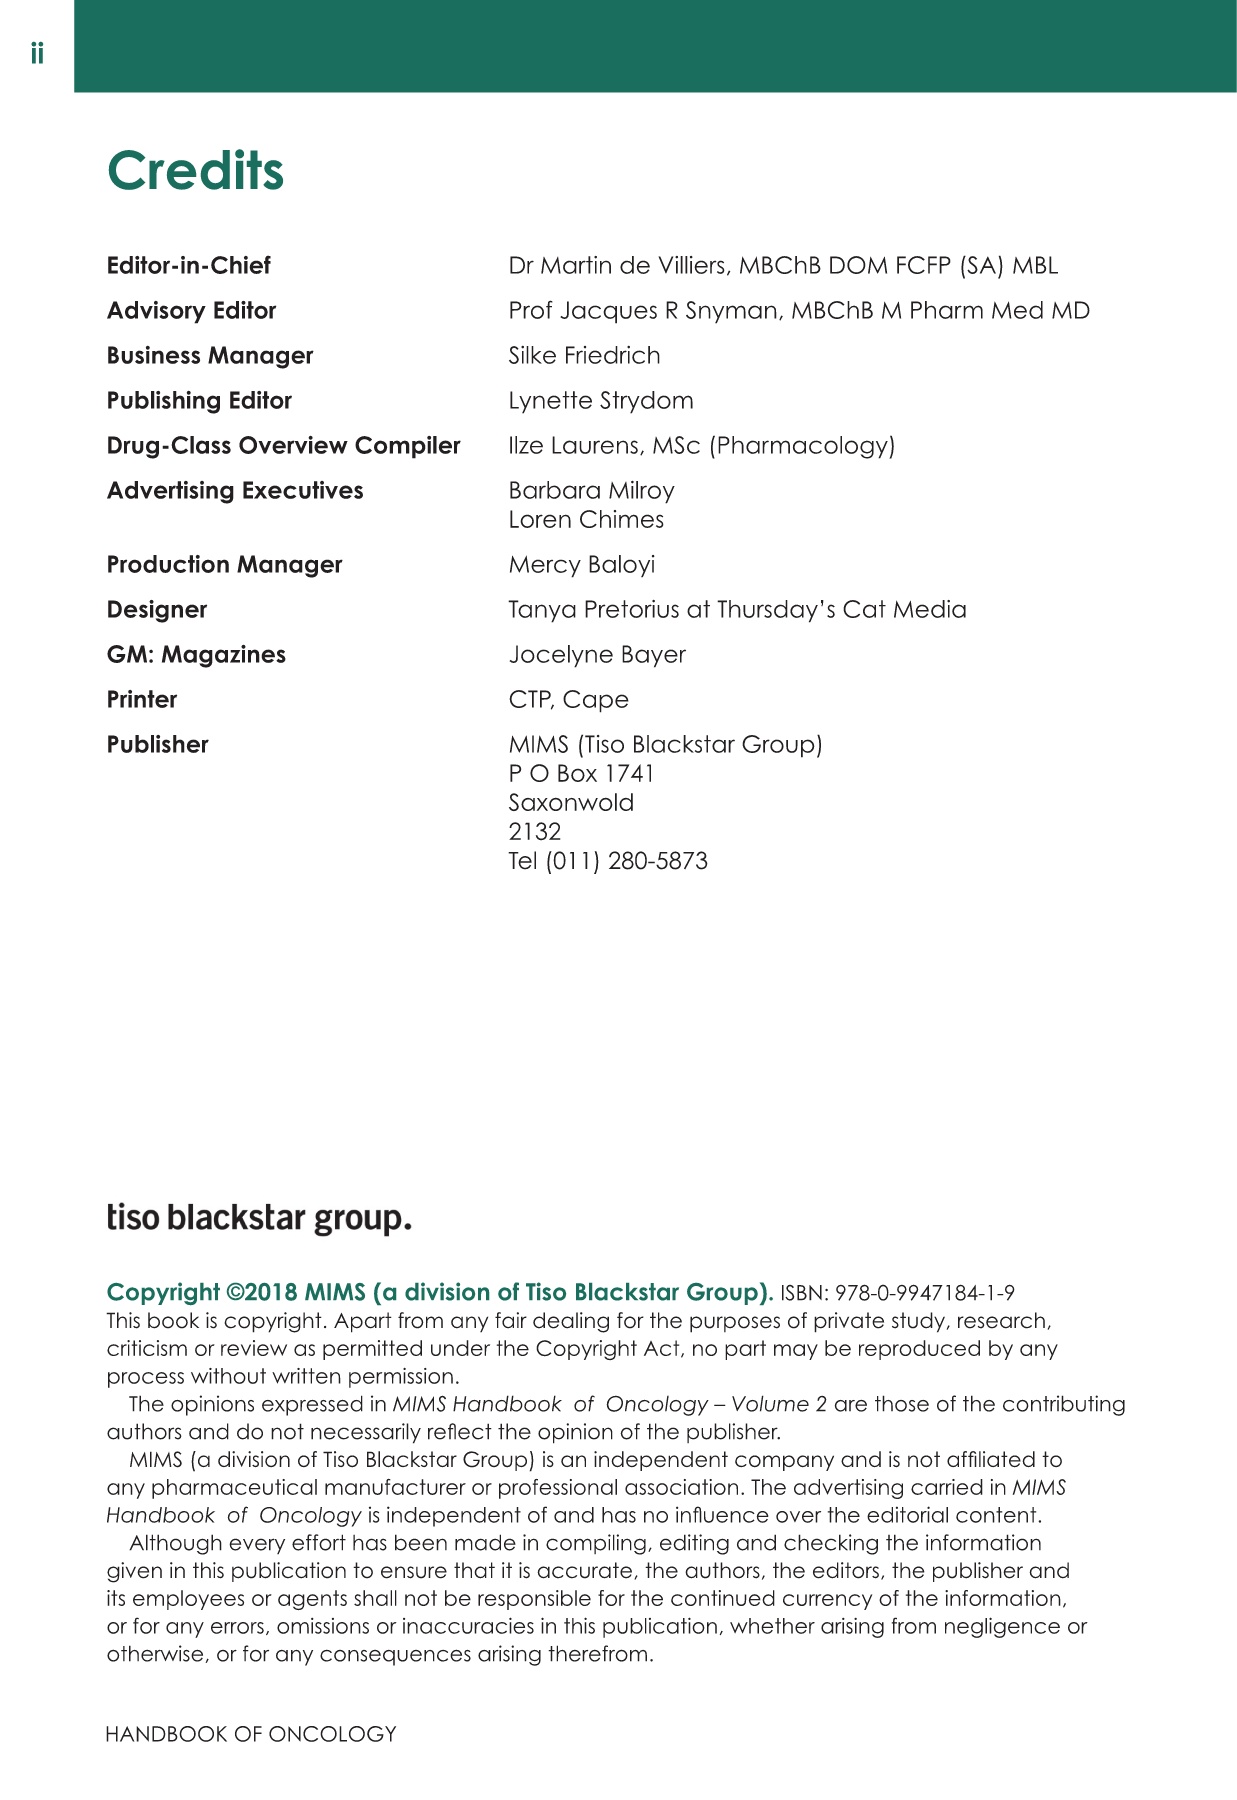 ii
Credits
Editor-in-Chief Dr Martin de Villiers, MBChB DOM FCFP (SA) MBL
Advisory Editor Prof Jacques R Snyman, MBChB M Pharm Med MD
Business Manager Silke Friedrich
Publishing Editor Lynette Strydom
Drug-Class Overview Compiler Ilze Laurens, MSc (Pharmacology)
Advertising Executives Barbara Milroy
Loren Chimes
Production Manager Mercy Baloyi
Designer Tanya Pretorius at Thursday’s Cat Media
GM: Magazines Jocelyne Bayer
Printer CTP, Cape
Publisher MIMS (Tiso Blackstar Group)
P O Box 1741
Saxonwold
2132
Tel (011) 280-5873
tiso blackstar group.
Copyright ©2018 MIMS (a division of Tiso Blackstar Group). ISBN: 978-0-9947184-1-9
This book is copyright. Apart from any fair dealing for the purposes of private study, research,
criticism or review as permitted under the Copyright Act, no part may be reproduced by any
process without written permission.
The opinions expressed in MIMS Handbook of Oncology – Volume 2 are those of the contributing
authors and do not necessarily reflect the opinion of the publisher.
MIMS (a division of Tiso Blackstar Group) is an independent company and is not affiliated to
any pharmaceutical manufacturer or professional association. The advertising carried in MIMS
Handbook of Oncology is independent of and has no influence over the editorial content.
Although every effort has been made in compiling, editing and checking the information
given in this publication to ensure that it is accurate, the authors, the editors, the publisher and
its employees or agents shall not be responsible for the continued currency of the information,
or for any errors, omissions or inaccuracies in this publication, whether arising from negligence or
otherwise, or for any consequences arising therefrom.
HANDBOOK OF ONCOLOGY